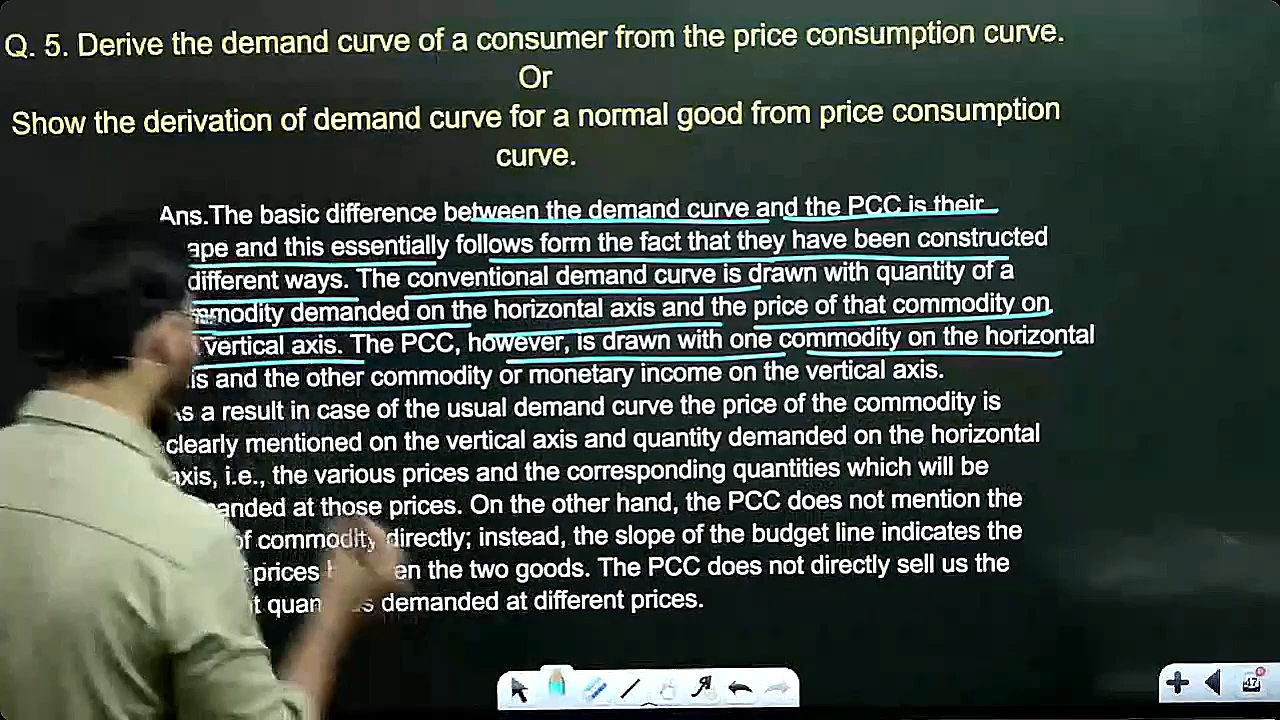 Q. 5. Derive the demand curve of a consumer from the price consumption curve.
Or
Show the derivation of demand curve for a normal good from price consumption
curve.
Ans.The basic difference between the demand curve and the PCC is their
ape and this essentially follows form the fact that they have been constructed
different ways. The conventional demand curve is drawn with quantity of a
mmodity demanded on the horizontal axis and the price of that commodity on
vertical axis. The PCC, however, is drawn with one commodity on the horizontal
is and the other commodity or monetary income on the vertical axis.
As a result in case of the usual demand curve the price of the commodity is
clearly mentioned on the vertical axis and quantity demanded on the horizontal
axis, i.e., the various prices and the corresponding quantities which will be
anded at those prices. On the other hand, the PCC does not mention the
of commodity directly; instead, the slope of the budget line indicates the
prices en the two goods. The PCC does not directly sell us the
t quan s demanded at different prices.
47